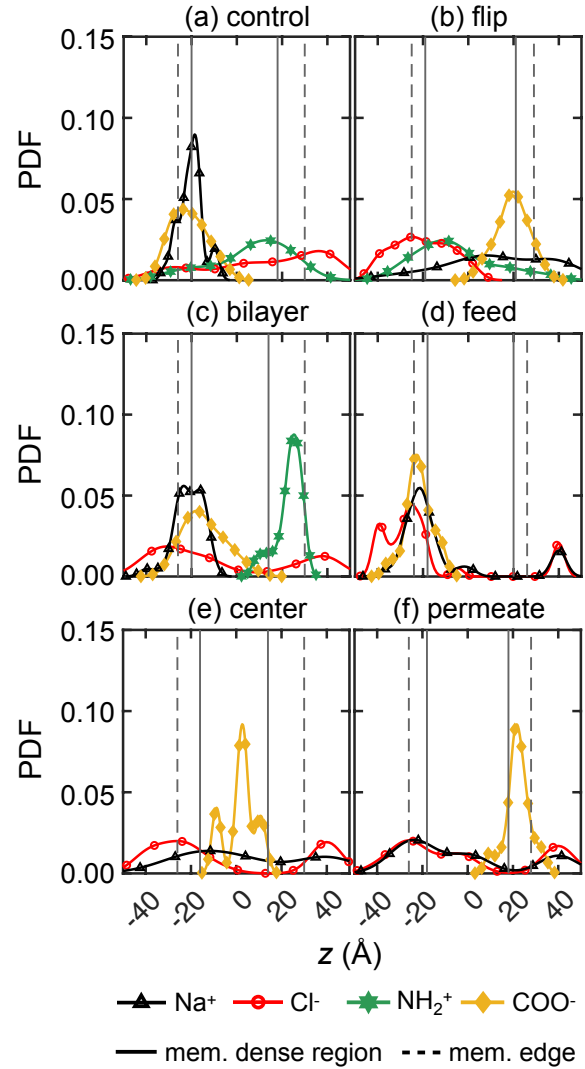 (a) control (b) flip
0.15
0.10
0.05
0.00
PDF
(c) bilayer (d) feed
0.15
0.10
0.05
0.00
PDF
(e) center (f) permeate
0.15
0.10
0.05
0.00
PDF
-40 -20 0 20 40 -40 -20 0 20 40
z (Å)
Na⁺ Cl⁻ NH₂⁺ COO⁻
mem. dense region mem. edge